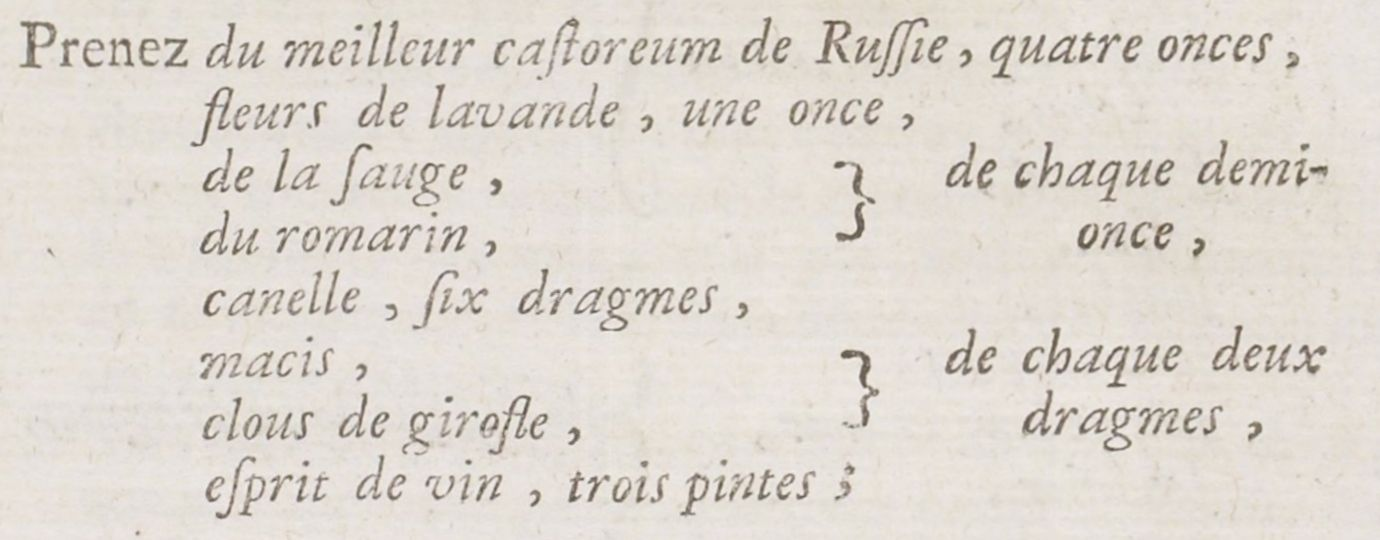 Prenez du meilleur caſtoreum de Ruſſie, quatre onces,
fleurs de lavande, une once,
de la ſauge, } de chaque demi-
du romarin, once,
canelle, ſix dragmes,
macis, } de chaque deux
clous de girofle, dragmes,
eſprit de vin, trois pintes ;